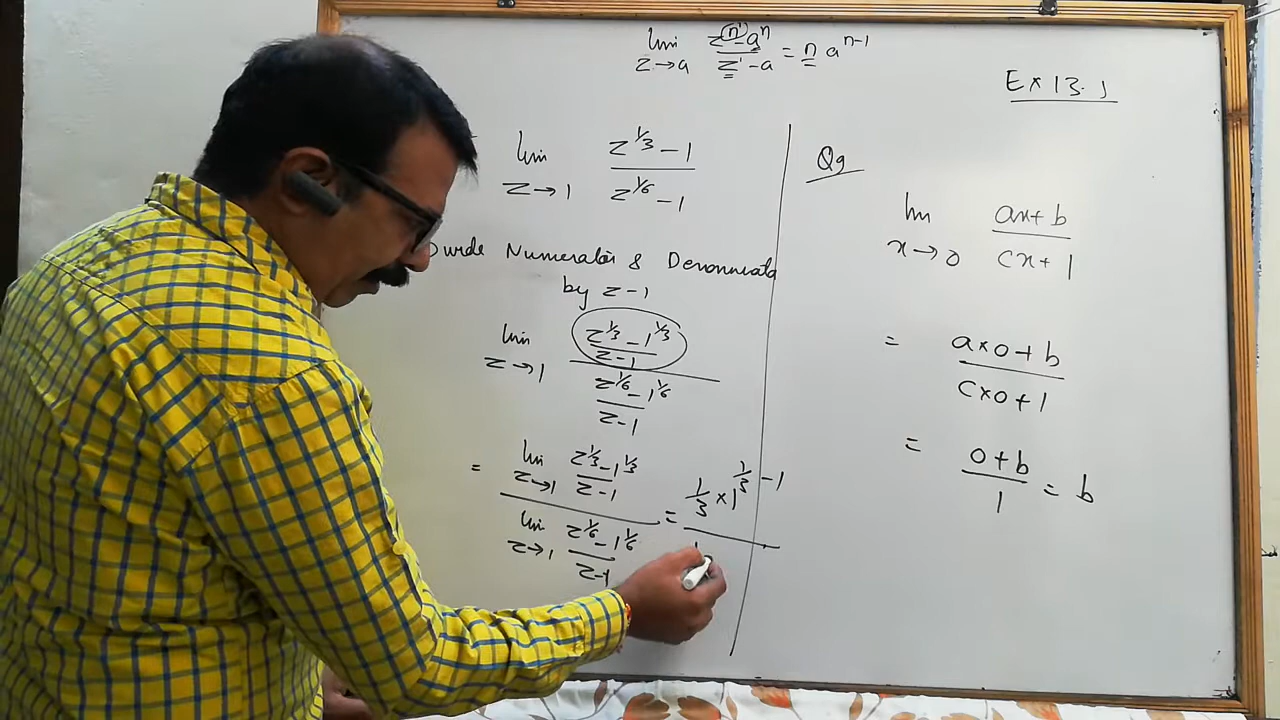 lim z→a (zⁿ - aⁿ)/(z - a) = n aⁿ⁻¹
Ex 13.1
lim z→1 (z^⅓ - 1)/(z^⅙ - 1)
Numerator & Denominator
by z-1
lim z→1 ((z^⅓ - 1^⅓)/(z-1))/((z^⅙ - 1^⅙)/(z-1))
= (lim z→1 (z^⅓ - 1^⅓)/(z-1))/(lim z→1 (z^⅙ - 1^⅙)/(z-1)) = ⅓ × 1^(⅓ - 1)
Q9
lim x→0 (ax+b)/(cx+1)
= (a×0+b)/(c×0+1)
= (0+b)/1 = b